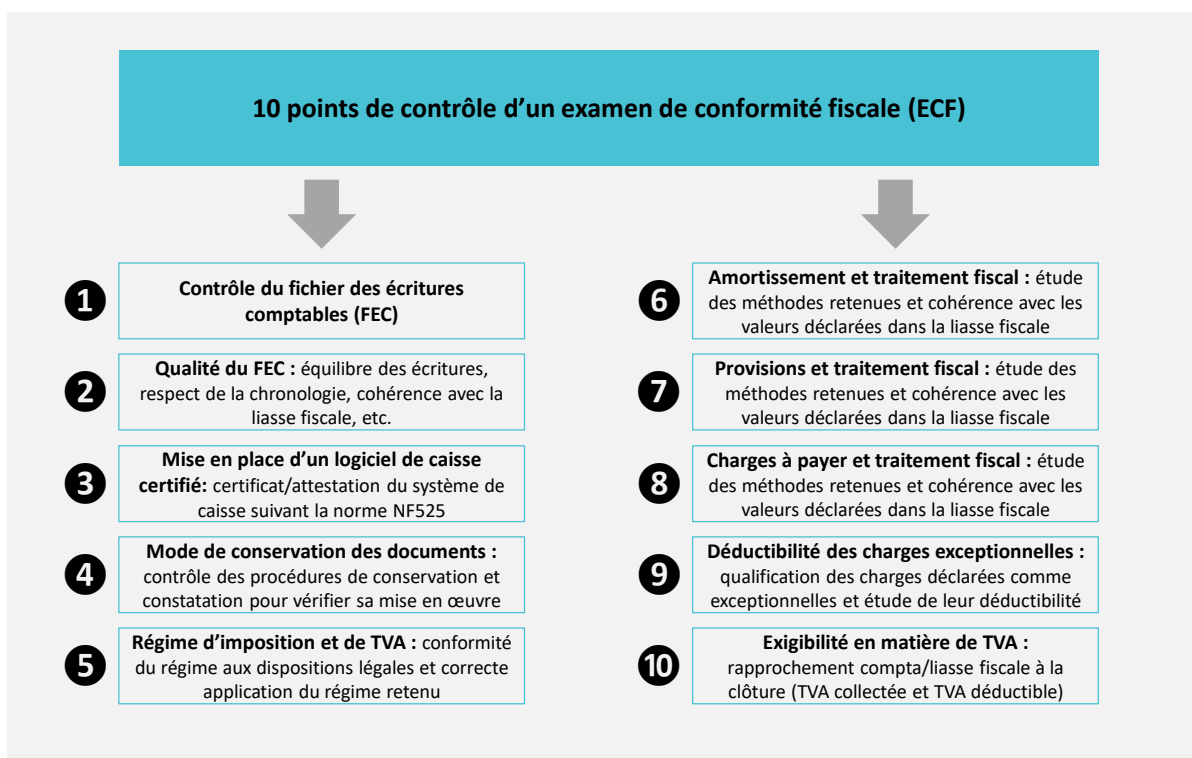 10 points de contrôle d’un examen de conformité fiscale (ECF)
❶
Contrôle du fichier des écritures
comptables (FEC)
❷
Qualité du FEC : équilibre des écritures,
respect de la chronologie, cohérence avec la
liasse fiscale, etc.
❸
Mise en place d’un logiciel de caisse
certifié: certificat/attestation du système de
caisse suivant la norme NF525
❹
Mode de conservation des documents :
contrôle des procédures de conservation et
constatation pour vérifier sa mise en œuvre
❺
Régime d’imposition et de TVA : conformité
du régime aux dispositions légales et correcte
application du régime retenu
❻
Amortissement et traitement fiscal : étude
des méthodes retenues et cohérence avec les
valeurs déclarées dans la liasse fiscale
❼
Provisions et traitement fiscal : étude des
méthodes retenues et cohérence avec les
valeurs déclarées dans la liasse fiscale
❽
Charges à payer et traitement fiscal : étude
des méthodes retenues et cohérence avec les
valeurs déclarées dans la liasse fiscale
❾
Déductibilité des charges exceptionnelles :
qualification des charges déclarées comme
exceptionnelles et étude de leur déductibilité
❿
Exigibilité en matière de TVA :
rapprochement compta/liasse fiscale à la
clôture (TVA collectée et TVA déductible)